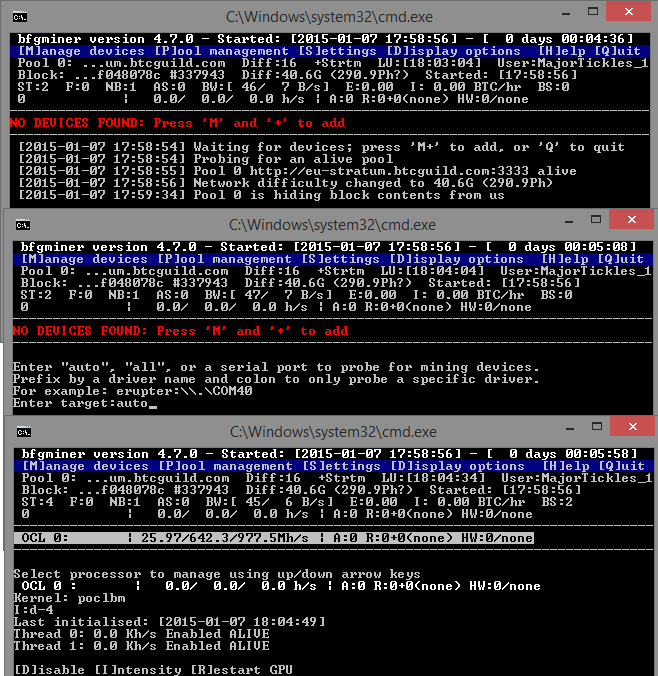 C:\Windows\system32\cmd.exe
bfgminer version 4.7.0 - Started: [2015-01-07 17:58:56] - [  0 days 00:04:36]
[M]anage devices [P]ool management [S]ettings [D]isplay options  [H]elp [Q]uit
Pool 0: ...um.btcguild.com  Diff:16  +Strtm  LU:[18:03:04]  User:MajorTickles_1
Block: ...f048078c #337943  Diff:40.6G (290.9Ph?)  Started: [17:58:56]
ST:2  F:0  NB:1  AS:0  BW:[ 46/  7 B/s]  E:0.00  I: 0.00 BTC/hr  BS:0
0            |  0.0/  0.0/  0.0 h/s | A:0 R:0+0(none) HW:0/none
NO DEVICES FOUND: Press 'M' and '+' to add
[2015-01-07 17:58:54] Waiting for devices; press 'M+' to add, or 'Q' to quit
[2015-01-07 17:58:54] Probing for an alive pool
[2015-01-07 17:58:55] Pool 0 http://eu-stratum.btcguild.com:3333 alive
[2015-01-07 17:58:56] Network difficulty changed to 40.6G (290.9Ph)
[2015-01-07 17:59:34] Pool 0 is hiding block contents from us
C:\Windows\system32\cmd.exe
bfgminer version 4.7.0 - Started: [2015-01-07 17:58:56] - [  0 days 00:05:08]
[M]anage devices [P]ool management [S]ettings [D]isplay options  [H]elp [Q]uit
Pool 0: ...um.btcguild.com  Diff:16  +Strtm  LU:[18:04:04]  User:MajorTickles_1
Block: ...f048078c #337943  Diff:40.6G (290.9Ph?)  Started: [17:58:56]
ST:2  F:0  NB:1  AS:0  BW:[ 47/  7 B/s]  E:0.00  I: 0.00 BTC/hr  BS:0
0            |  0.0/  0.0/  0.0 h/s | A:0 R:0+0(none) HW:0/none
NO DEVICES FOUND: Press 'M' and '+' to add
Enter "auto", "all", or a serial port to probe for mining devices.
Prefix by a driver name and colon to only probe a specific driver.
For example: erupter:\\.\COM40
Enter target:auto_
C:\Windows\system32\cmd.exe
bfgminer version 4.7.0 - Started: [2015-01-07 17:58:56] - [  0 days 00:05:58]
[M]anage devices [P]ool management [S]ettings [D]isplay options  [H]elp [Q]uit
Pool 0: ...um.btcguild.com  Diff:16  +Strtm  LU:[18:04:34]  User:MajorTickles_1
Block: ...f048078c #337943  Diff:40.6G (290.9Ph?)  Started: [17:58:56]
ST:4  F:0  NB:1  AS:0  BW:[ 45/  6 B/s]  E:0.00  I: 0.00 BTC/hr  BS:2
0            |  0.0/  0.0/  0.0 h/s | A:0 R:0+0(none) HW:0/none
OCL 0:       | 25.97/642.3/977.5Mh/s | A:0 R:0+0(none) HW:0/none
Select processor to manage using up/down arrow keys
OCL 0 :       |  0.0/  0.0/  0.0 h/s | A:0 R:0+0(none) HW:0/none
Kernel: poclbm
I:d-4
Last initialised: [2015-01-07 18:04:49]
Thread 0: 0.0 Kh/s Enabled ALIVE
Thread 1: 0.0 Kh/s Enabled ALIVE
[D]isable [I]ntensity [R]estart GPU